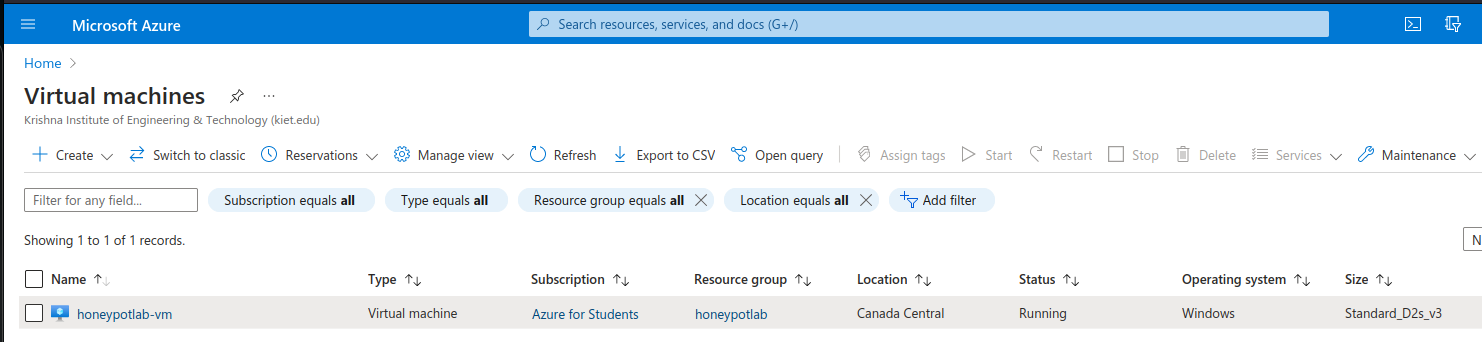 Microsoft Azure
Search resources, services, and docs (G+/)
Home
Virtual machines
Krishna Institute of Engineering & Technology (kiet.edu)
Create Switch to classic Reservations Manage view Refresh Export to CSV Open query Assign tags Start Restart Stop Delete Services Maintenance
Filter for any field... Subscription equals all Type equals all Resource group equals all Location equals all Add filter
Showing 1 to 1 of 1 records.
Name Type Subscription Resource group Location Status Operating system Size
honeypotlab-vm Virtual machine Azure for Students honeypotlab Canada Central Running Windows Standard_D2s_v3